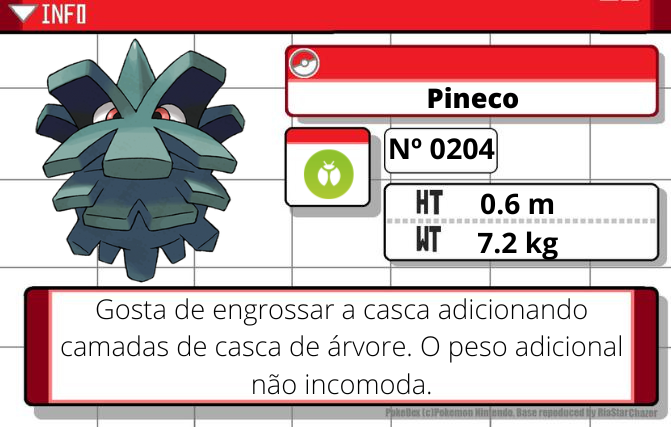 INFO
Pineco
Nº 0204
HT 0.6 m
WT 7.2 kg
Gosta de engrossar a casca adicionando
camadas de casca de árvore. O peso adicional
não incomoda.
PokeDex (c)Pokemon Nintendo. Base repoduced by RiaStarChazer